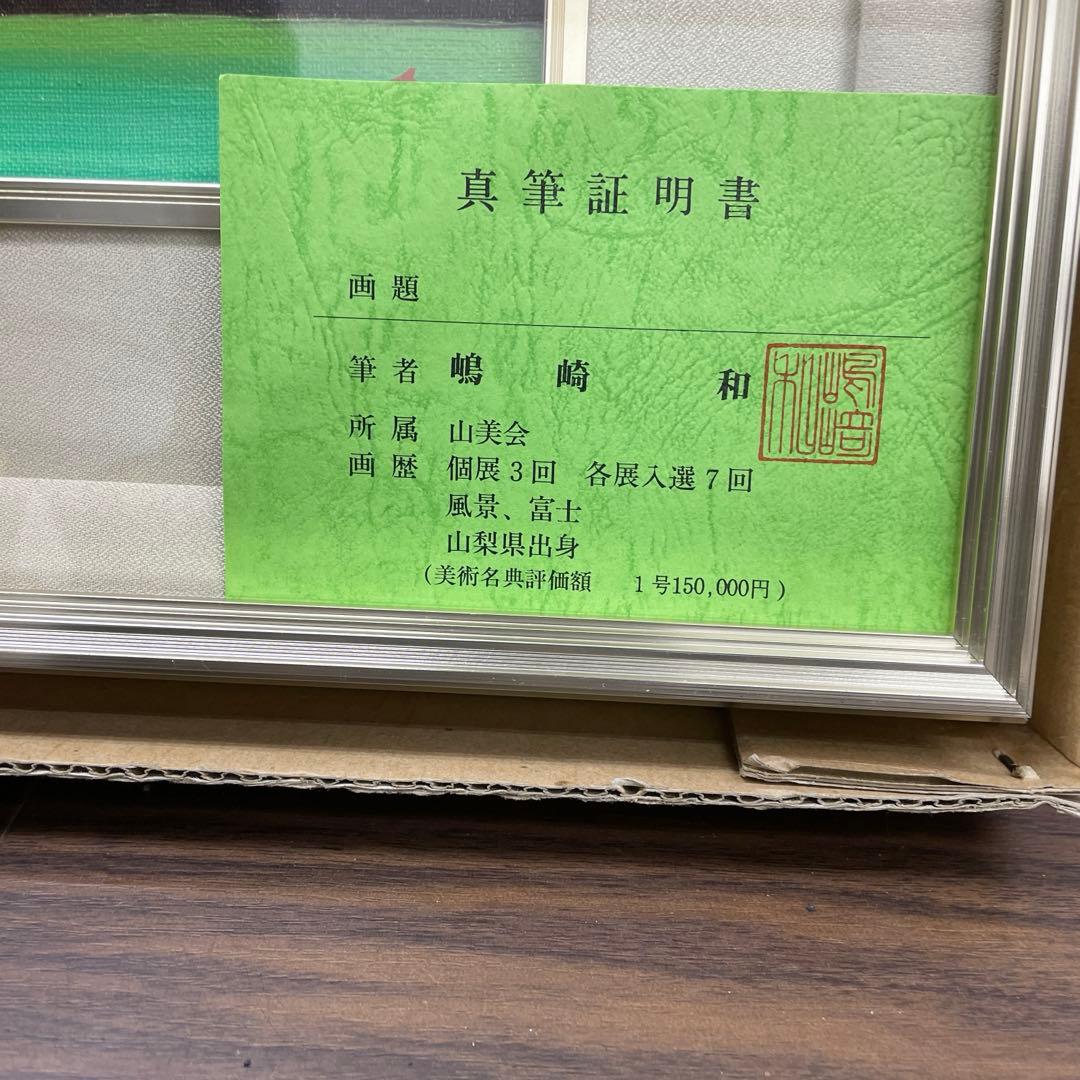 真筆証明書
画題
筆者 嶋崎 和
所属 山美会
画歴 個展3回 各展入選7回
風景、富士
山梨県出身
(美術名典評価額 1号150,000円)